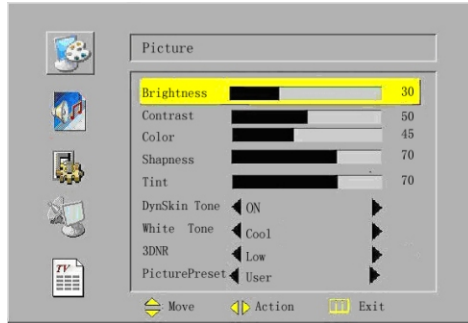 Picture
Brightness 30
Contrast 50
Color 45
Shapness 70
Tint 70
DynSkin Tone ON
White Tone Cool
3DNR Low
PicturePreset User
TV
Move Action Exit